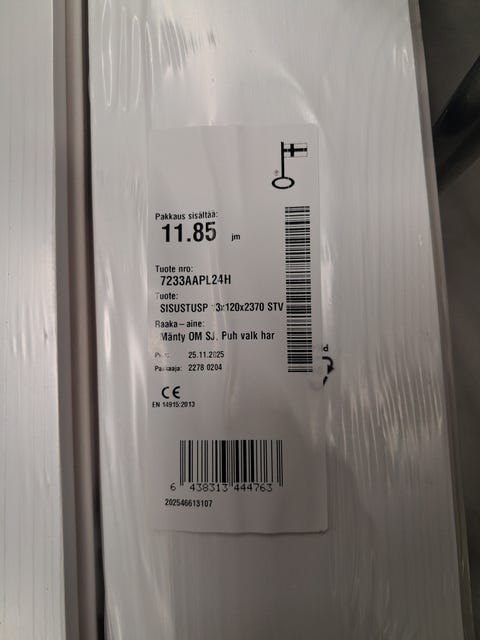 Pakkaus sisältää:
11.85 jm
Tuote nro:
7233AAPL24H
Tuote:
SISUSTUSP 13x120x2370 STV
Raaka-aine:
Mänty OM SJ. Puh valk har
Pvm: 25.11.2025
Pakkaaja: 2278 0204
CE
EN 14915:2013
6 438313 444763
202546613107